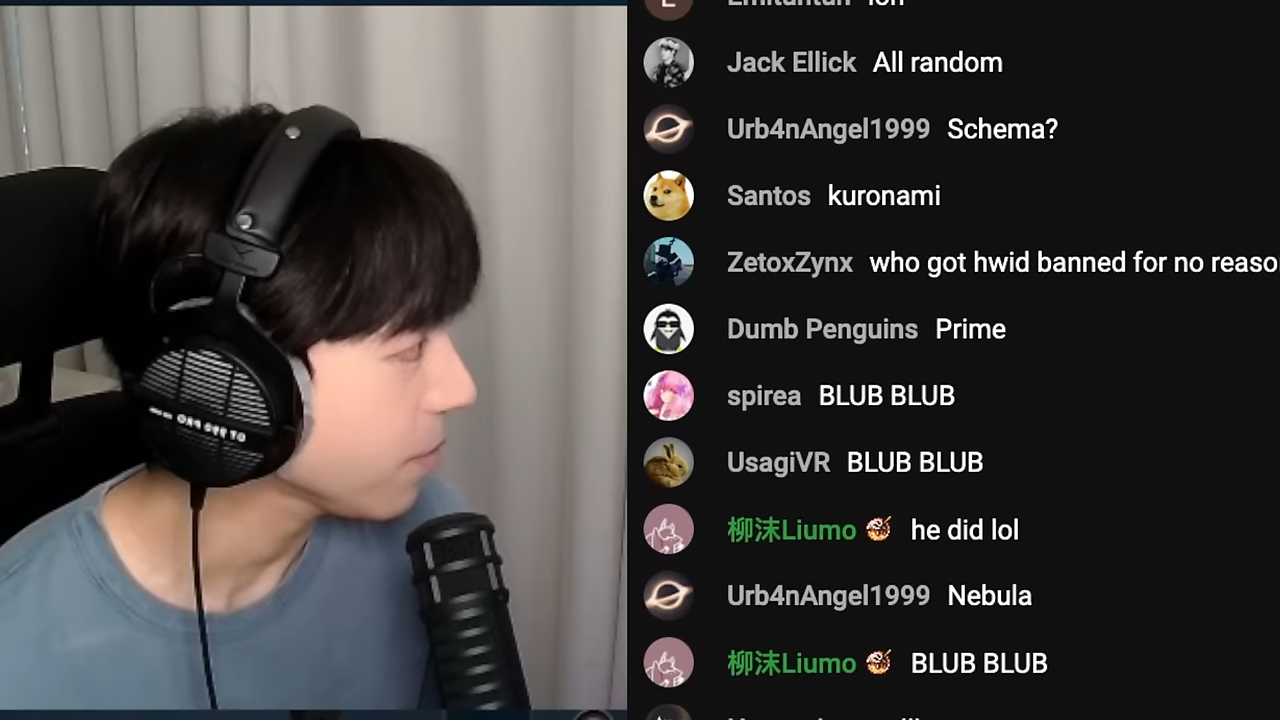 Jack Ellick All random
Urb4nAngel1999 Schema?
Santos kuronami
ZetoxZynx who got hwid banned for no reaso
Dumb Penguins Prime
spirea BLUB BLUB
UsagiVR BLUB BLUB
柳沫Liumo he did lol
Urb4nAngel1999 Nebula
柳沫Liumo BLUB BLUB